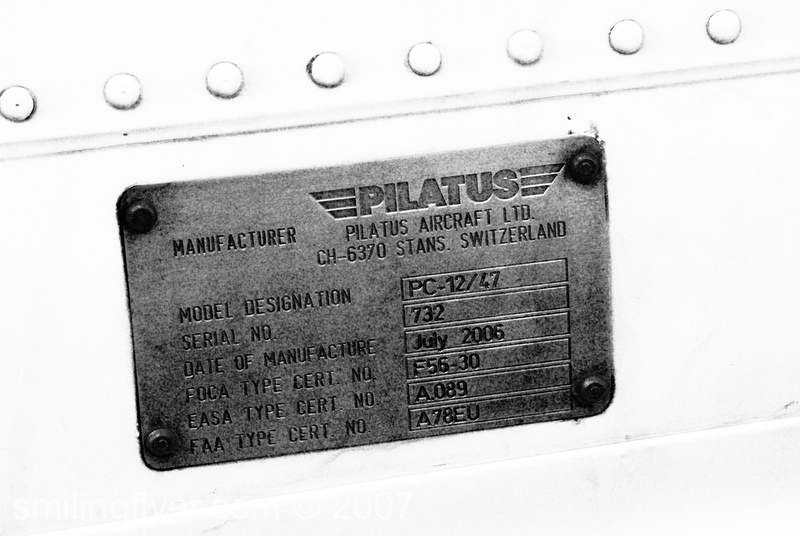 PILATUS
MANUFACTURER PILATUS AIRCRAFT LTD.
CH-6370 STANS. SWITZERLAND
MODEL DESIGNATION PC-12/47
SERIAL NO. 732
DATE OF MANUFACTURE July 2006
FOCA TYPE CERT. NO. F56-30
EASA TYPE CERT. NO A.089
FAA TYPE CERT. NO. A78EU
© 2007